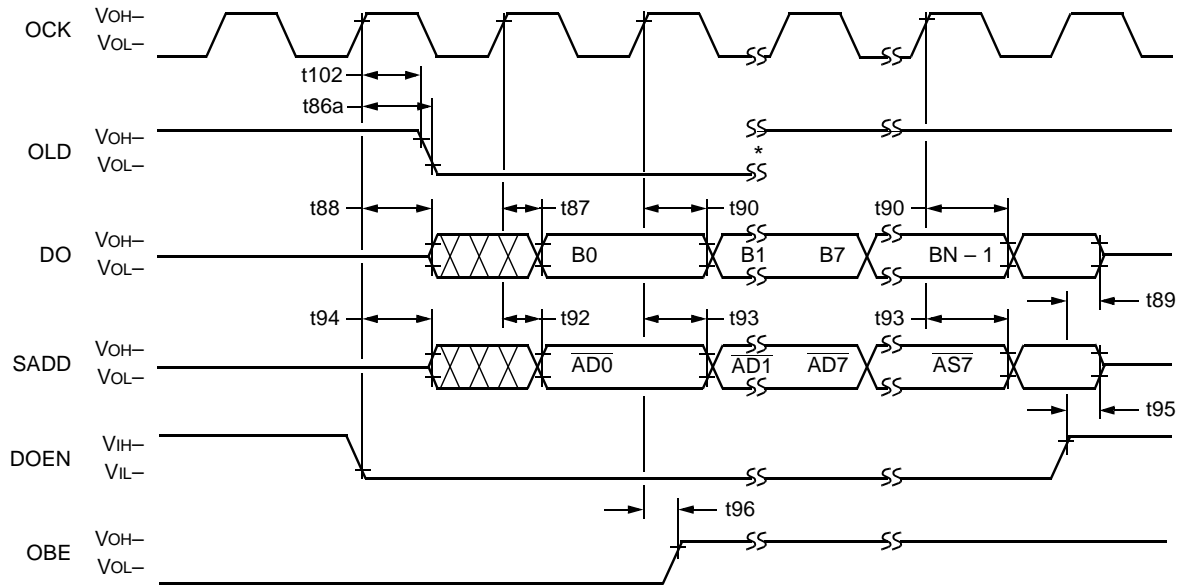 OCK VOH–
VOL–
t102
t86a
OLD VOH–
VOL–
*
t88 t87 t90 t90
DO VOH–
VOL–
B0 B1 B7 BN – 1
t89
t94 t92 t93 t93
SADD VOH–
VOL–
AD0 AD1 AD7 AS7
t95
DOEN VIH–
VIL–
t96
OBE VOH–
VOL–